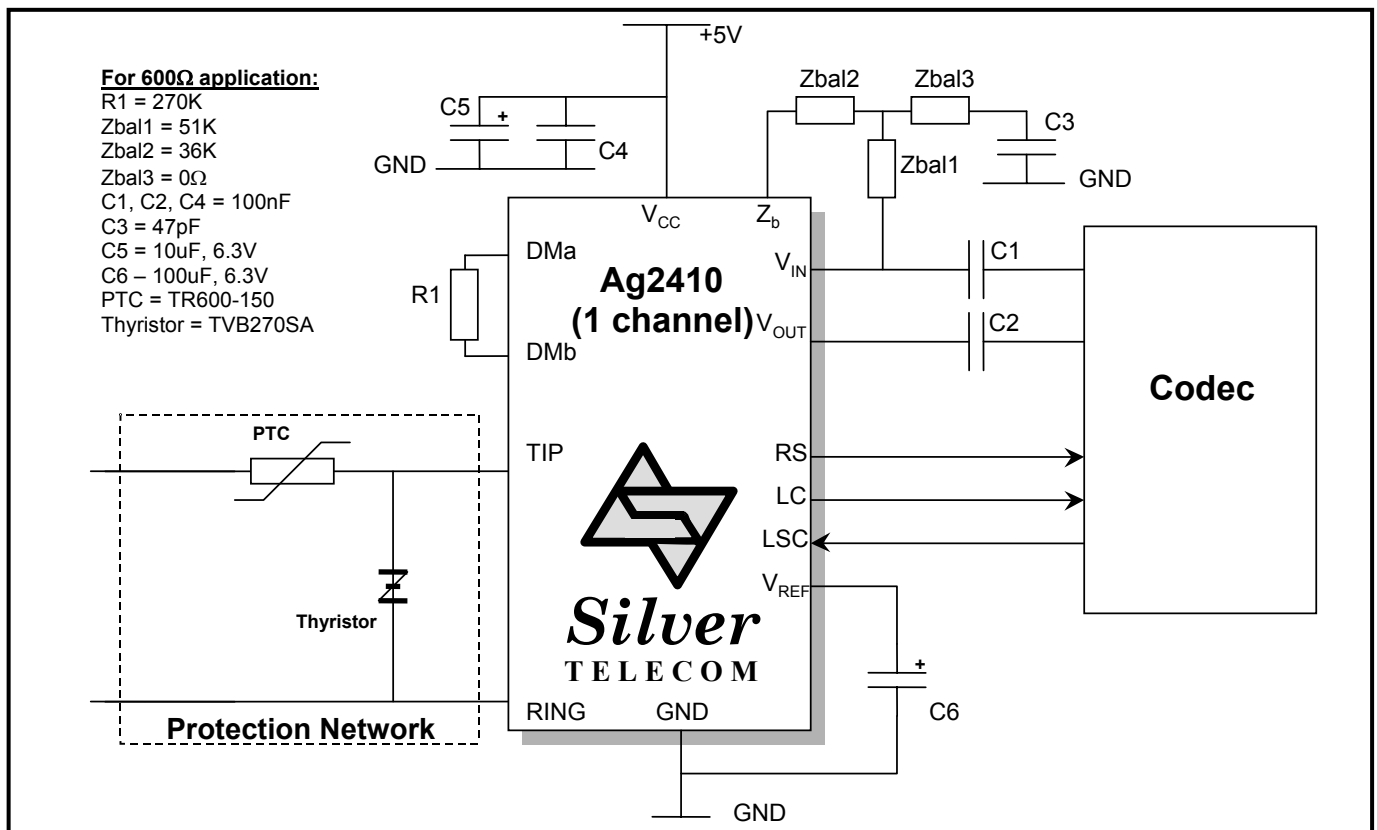 +5V
For 600Ω application:
R1 = 270K
Zbal1 = 51K
Zbal2 = 36K
Zbal3 = 0Ω
C1, C2, C4 = 100nF
C3 = 47pF
C5 = 10uF, 6.3V
C6 – 100uF, 6.3V
PTC = TR600-150
Thyristor = TVB270SA
C5
+
C4
GND
Zbal2
Zbal3
C3
Zbal1
GND
VCC
Zb
DMa
R1
DMb
Ag2410
(1 channel)
VIN
VOUT
C1
C2
Codec
PTC
TIP
RS
LC
LSC
VREF
Thyristor
Silver
TELECOM
+
C6
RING
GND
Protection Network
GND